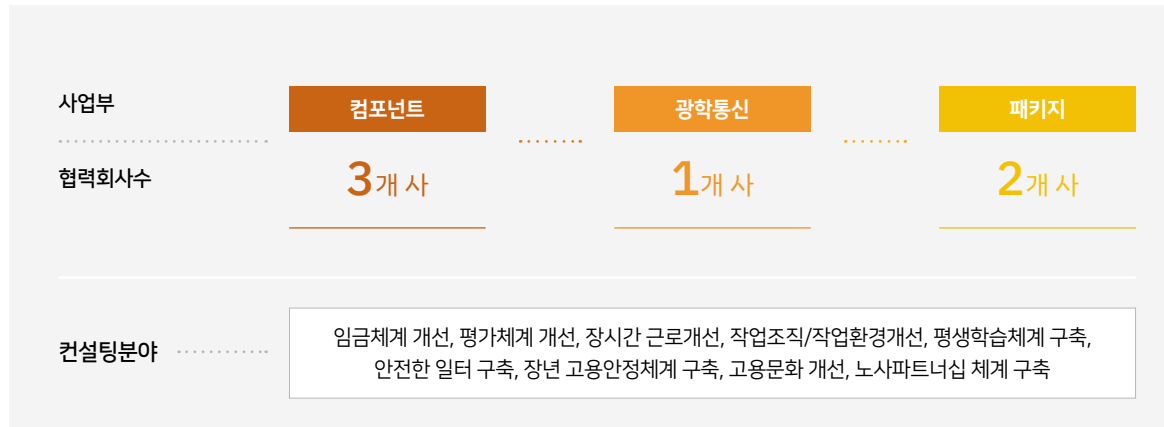 사업부
컴포넌트
광학통신
패키지
협력회사수
3개 사
1개 사
2개 사
컨설팅분야
임금체계 개선, 평가체계 개선, 장시간 근로개선, 작업조직/작업환경개선, 평생학습체계 구축,
안전한 일터 구축, 장년 고용안정체계 구축, 고용문화 개선, 노사파트너십 체계 구축